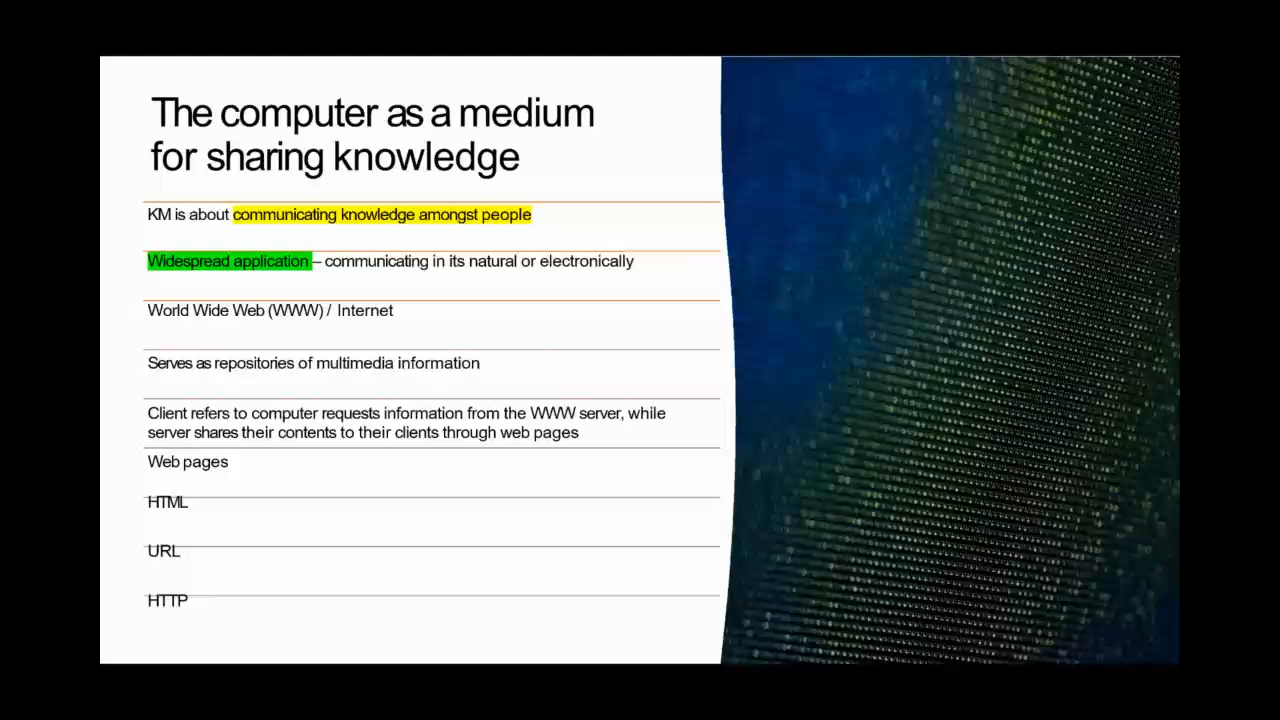 The computer as a medium
for sharing knowledge
KM is about communicating knowledge amongst people
Widespread application – communicating in its natural or electronically
World Wide Web (WWW) / Internet
Serves as repositories of multimedia information
Client refers to computer requests information from the WWW server, while
server shares their contents to their clients through web pages
Web pages
HTML
URL
HTTP